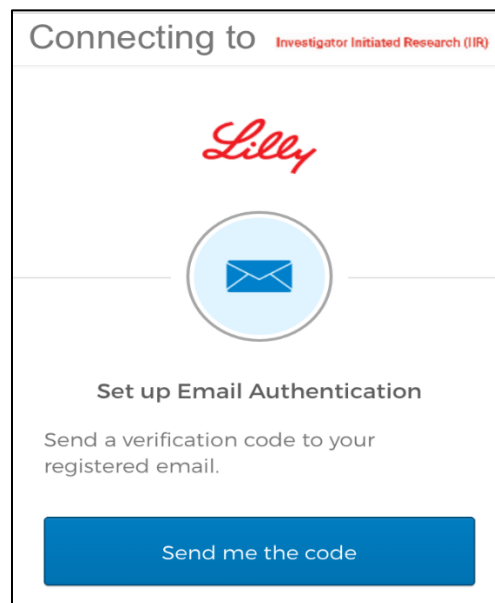 Connecting to Investigator Initiated Research (IIR)
Lilly
Set up Email Authentication
Send a verification code to your
registered email.
Send me the code